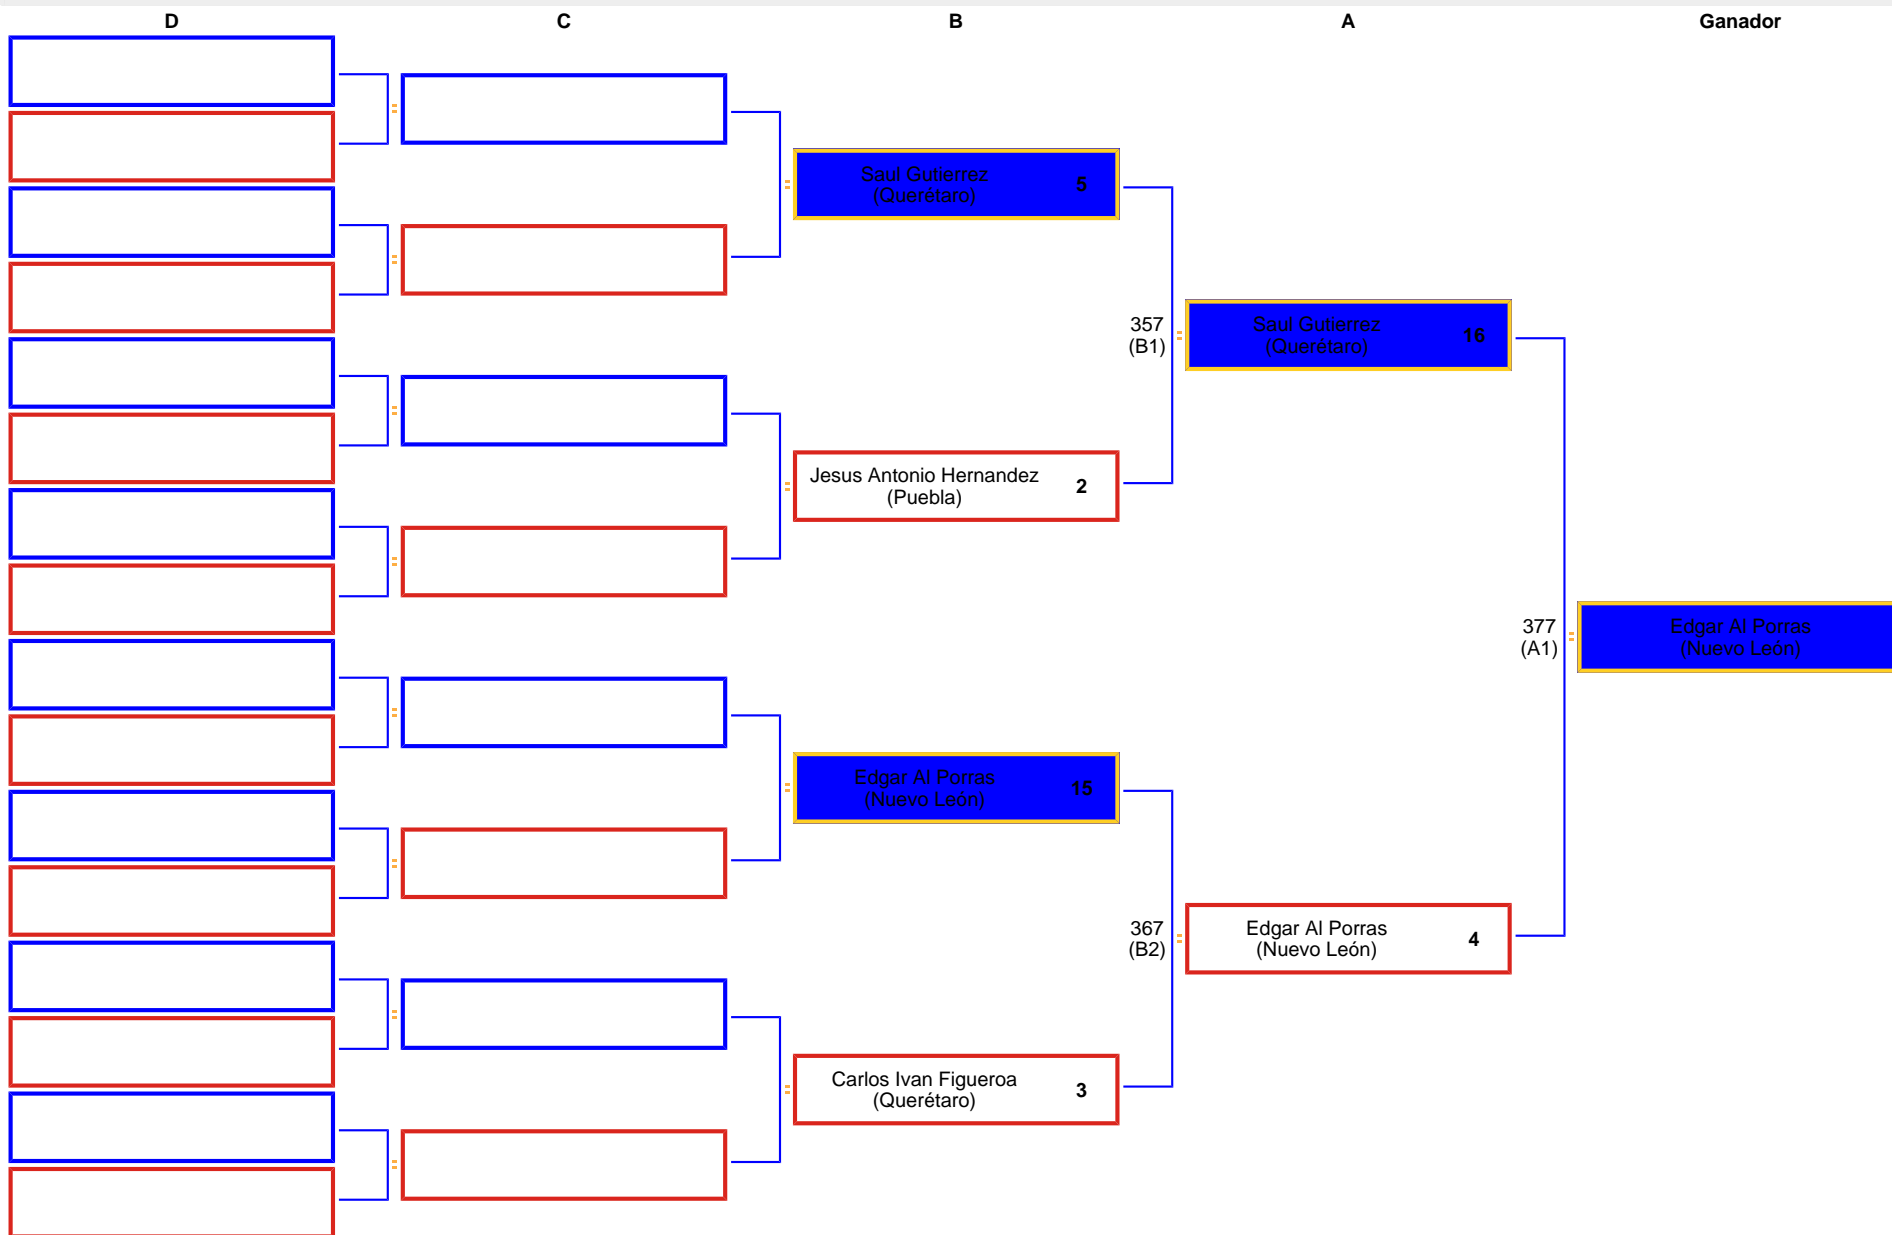 D
C
B
A
Ganador
Saul Gutierrez
(Querétaro)
5
357
(B1)
Saul Gutierrez
(Querétaro)
16
Jesus Antonio Hernandez
(Puebla)
2
377
(A1)
Edgar Al Porras
(Nuevo León)
Edgar Al Porras
(Nuevo León)
15
367
(B2)
Edgar Al Porras
(Nuevo León)
4
Carlos Ivan Figueroa
(Querétaro)
3